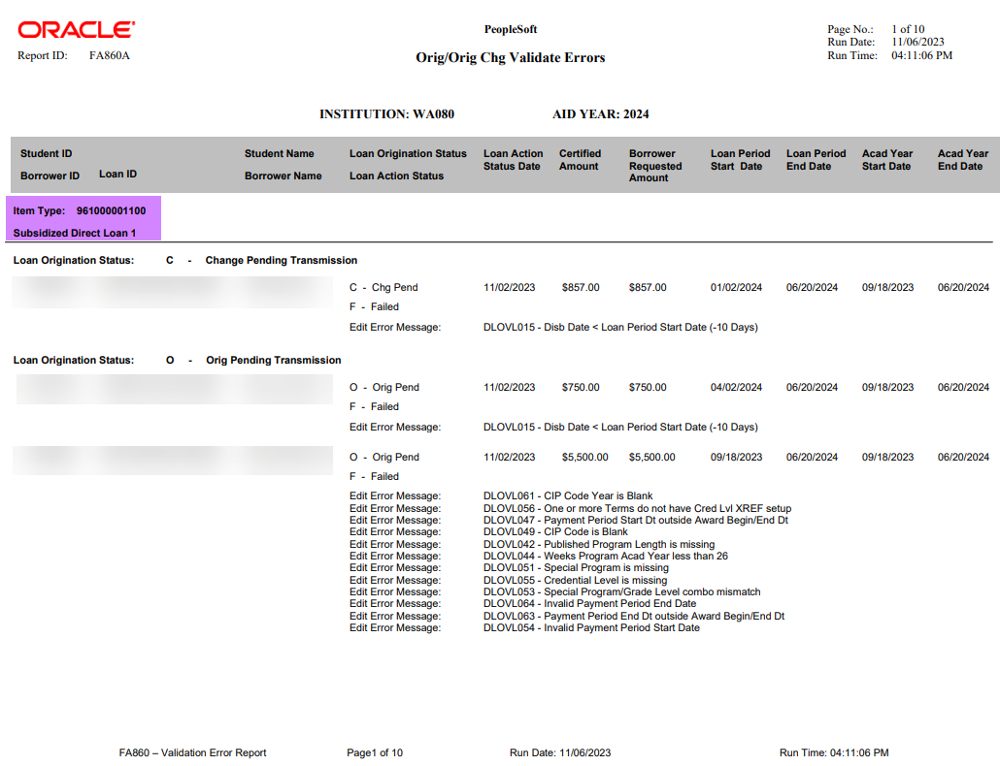 ORACLE
PeopleSoft
Page No.: 1 of 10
Run Date: 11/06/2023
Report ID: FA860A
Orig/Orig Chg Validate Errors
Run Time: 04:11:06 PM
INSTITUTION: WA080 AID YEAR: 2024
Student ID Student Name Loan Origination Status Loan Action Status Date Certified Amount Borrower Requested Amount Loan Period Start Date Loan Period End Date Acad Year Start Date Acad Year End Date
Borrower ID Loan ID Borrower Name Loan Action Status
Item Type: 961000001100
Subsidized Direct Loan 1
Loan Origination Status: C - Change Pending Transmission
C - Chg Pend 11/02/2023 $857.00 $857.00 01/02/2024 06/20/2024 09/18/2023 06/20/2024
F - Failed
Edit Error Message: DLOVL015 - Disb Date < Loan Period Start Date (-10 Days)
Loan Origination Status: O - Orig Pending Transmission
O - Orig Pend 11/02/2023 $750.00 $750.00 04/02/2024 06/20/2024 09/18/2023 06/20/2024
F - Failed
Edit Error Message: DLOVL015 - Disb Date < Loan Period Start Date (-10 Days)
O - Orig Pend 11/02/2023 $5,500.00 $5,500.00 09/18/2023 06/20/2024 09/18/2023 06/20/2024
F - Failed
Edit Error Message: DLOVL061 - CIP Code Year is Blank
Edit Error Message: DLOVL056 - One or more Terms do not have Cred Lvl XREF setup
Edit Error Message: DLOVL047 - Payment Period Start Dt outside Award Begin/End Dt
Edit Error Message: DLOVL049 - CIP Code is Blank
Edit Error Message: DLOVL042 - Published Program Length is missing
Edit Error Message: DLOVL044 - Weeks Program Acad Year less than 26
Edit Error Message: DLOVL051 - Special Program is missing
Edit Error Message: DLOVL055 - Credential Level is missing
Edit Error Message: DLOVL053 - Special Program/Grade Level combo mismatch
Edit Error Message: DLOVL064 - Invalid Payment Period End Date
Edit Error Message: DLOVL063 - Payment Period End Dt outside Award Begin/End Dt
Edit Error Message: DLOVL054 - Invalid Payment Period Start Date
FA860 – Validation Error Report Page1 of 10 Run Date: 11/06/2023 Run Time: 04:11:06 PM